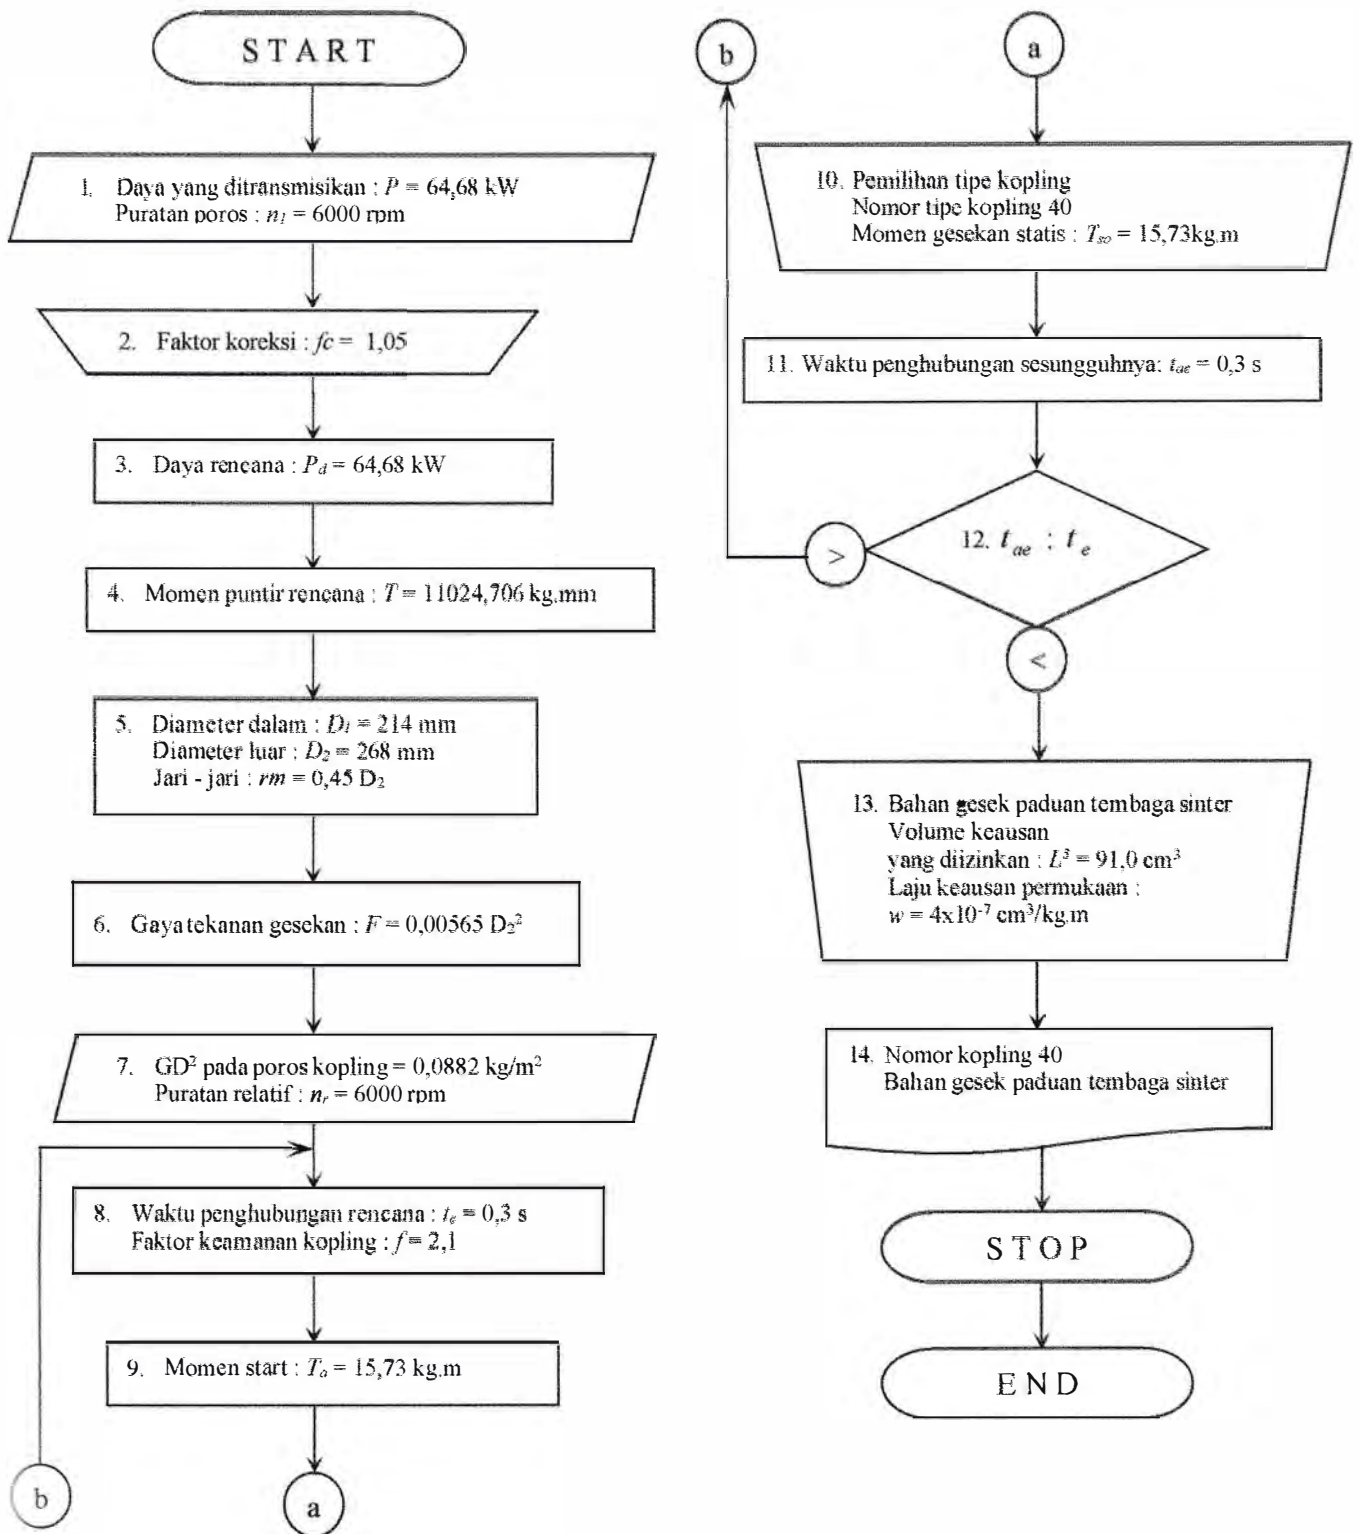 START
1. Daya yang ditransmisikan : P = 64,68 kW
Puratan poros : n1 = 6000 rpm
2. Faktor koreksi : fc = 1,05
3. Daya rencana : Pd = 64,68 kW
4. Momen puntir rencana : T = 11024,706 kg.mm
5. Diameter dalam : D1 = 214 mm
Diameter luar : D2 = 268 mm
Jari - jari : rm = 0,45 D2
6. Gaya tekanan gesekan : F = 0,00565 D2²
7. GD² pada poros kopling = 0,0882 kg/m²
Puratan relatif : nr = 6000 rpm
8. Waktu penghubungan rencana : te = 0,3 s
Faktor keamanan kopling : f = 2,1
9. Momen start : Ta = 15,73 kg.m
b
a
b
a
10. Pemilihan tipe kopling
Nomor tipe kopling 40
Momen gesekan statis : Tso = 15,73kg.m
11. Waktu penghubungan sesungguhnya: tae = 0,3 s
12. tae : te
>
<
13. Bahan gesek paduan tembaga sinter
Volume keausan
yang diizinkan : L³ = 91,0 cm³
Laju keausan permukaan :
w = 4x10⁻⁷ cm³/kg.m
14. Nomor kopling 40
Bahan gesek paduan tembaga sinter
STOP
END